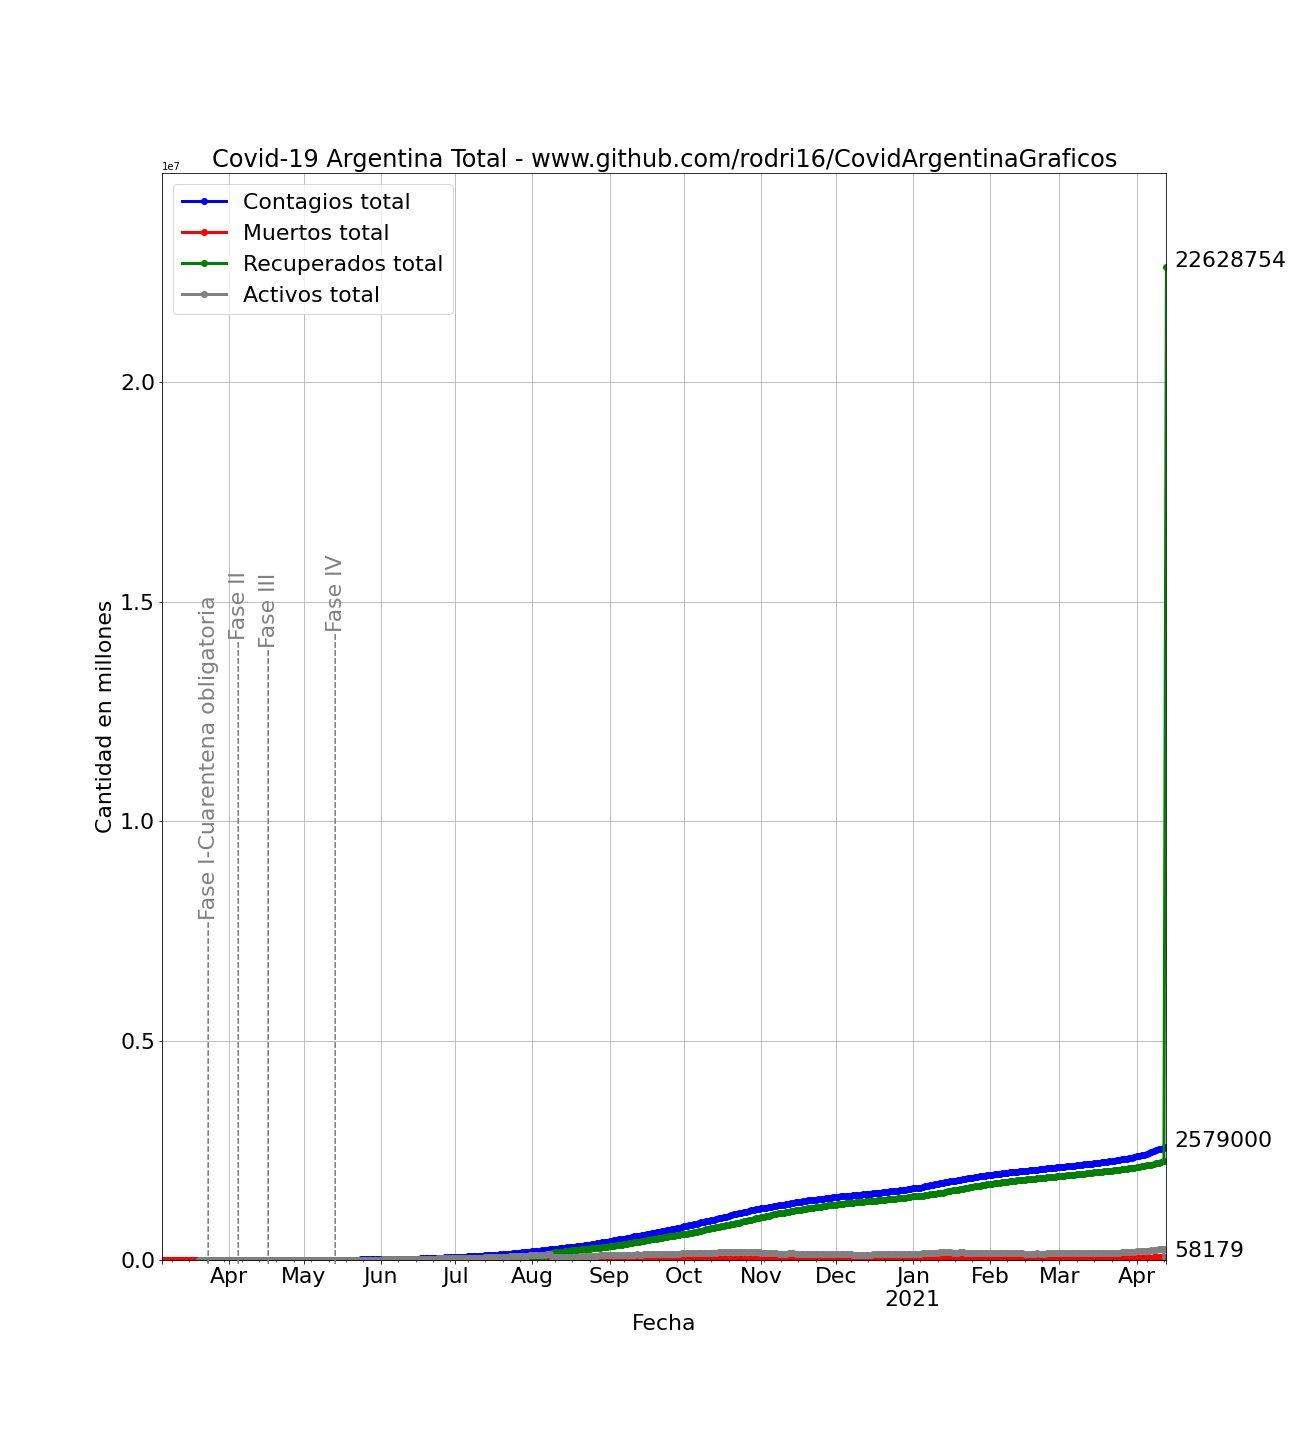 Covid-19 Argentina Total - www.github.com/rodri16/CovidArgentinaGraficos
1e7
Contagios total
Muertos total
Recuperados total
Activos total
22628754
2.0
1.5
1.0
0.5
0.0
Cantidad en millones
Fase I-Cuarentena obligatoria
Fase II
Fase III
Fase IV
2579000
58179
Apr May Jun Jul Aug Sep Oct Nov Dec Jan Feb Mar Apr
2021
Fecha